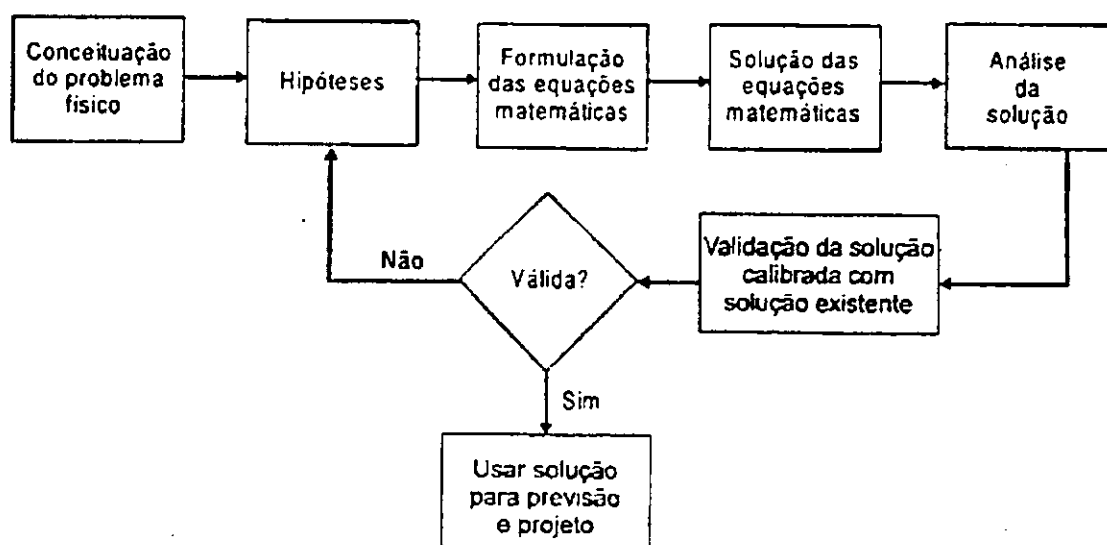 Conceituação
do problema
físico
Hipóteses
Formulação
das equações
matemáticas
Solução das
equações
matemáticas
Análise
da
solução
Validação da solução
calibrada com
solução existente
Válida?
Não
Sim
Usar solução
para previsão
e projeto